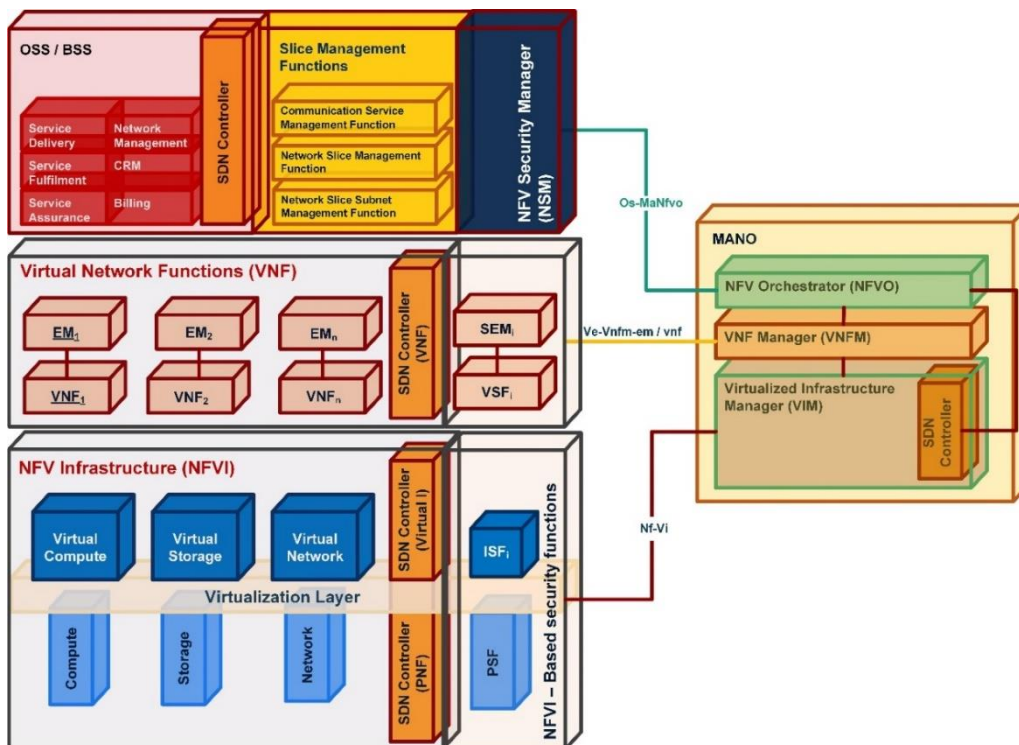 OSS / BSS
Service
Delivery
Network
Management
Service
Fulfilment
CRM
Service
Assurance
Billing
SDN Controller
Slice Management
Functions
Communication Service
Management Function
Network Slice Management
Function
Network Slice Subnet
Management Function
NFV Security Manager
(NSM)
Os-MaNfvo
MANO
NFV Orchestrator (NFVO)
VNF Manager (VNFM)
Virtualized Infrastructure
Manager (VIM)
SDN
Controller
Virtual Network Functions (VNF)
EM₁
EM₂
EMₙ
VNF₁
VNF₂
VNFₙ
SDN Controller
(VNF)
SEMᵢ
VSFᵢ
Ve-Vnfm-em / vnf
NFV Infrastructure (NFVI)
Virtual
Compute
Virtual
Storage
Virtual
Network
SDN Controller
(Virtual I)
ISFᵢ
Virtualization Layer
Compute
Storage
Network
SDN Controller
(PNF)
PSF
NFVI – Based security functions
Nf-Vi